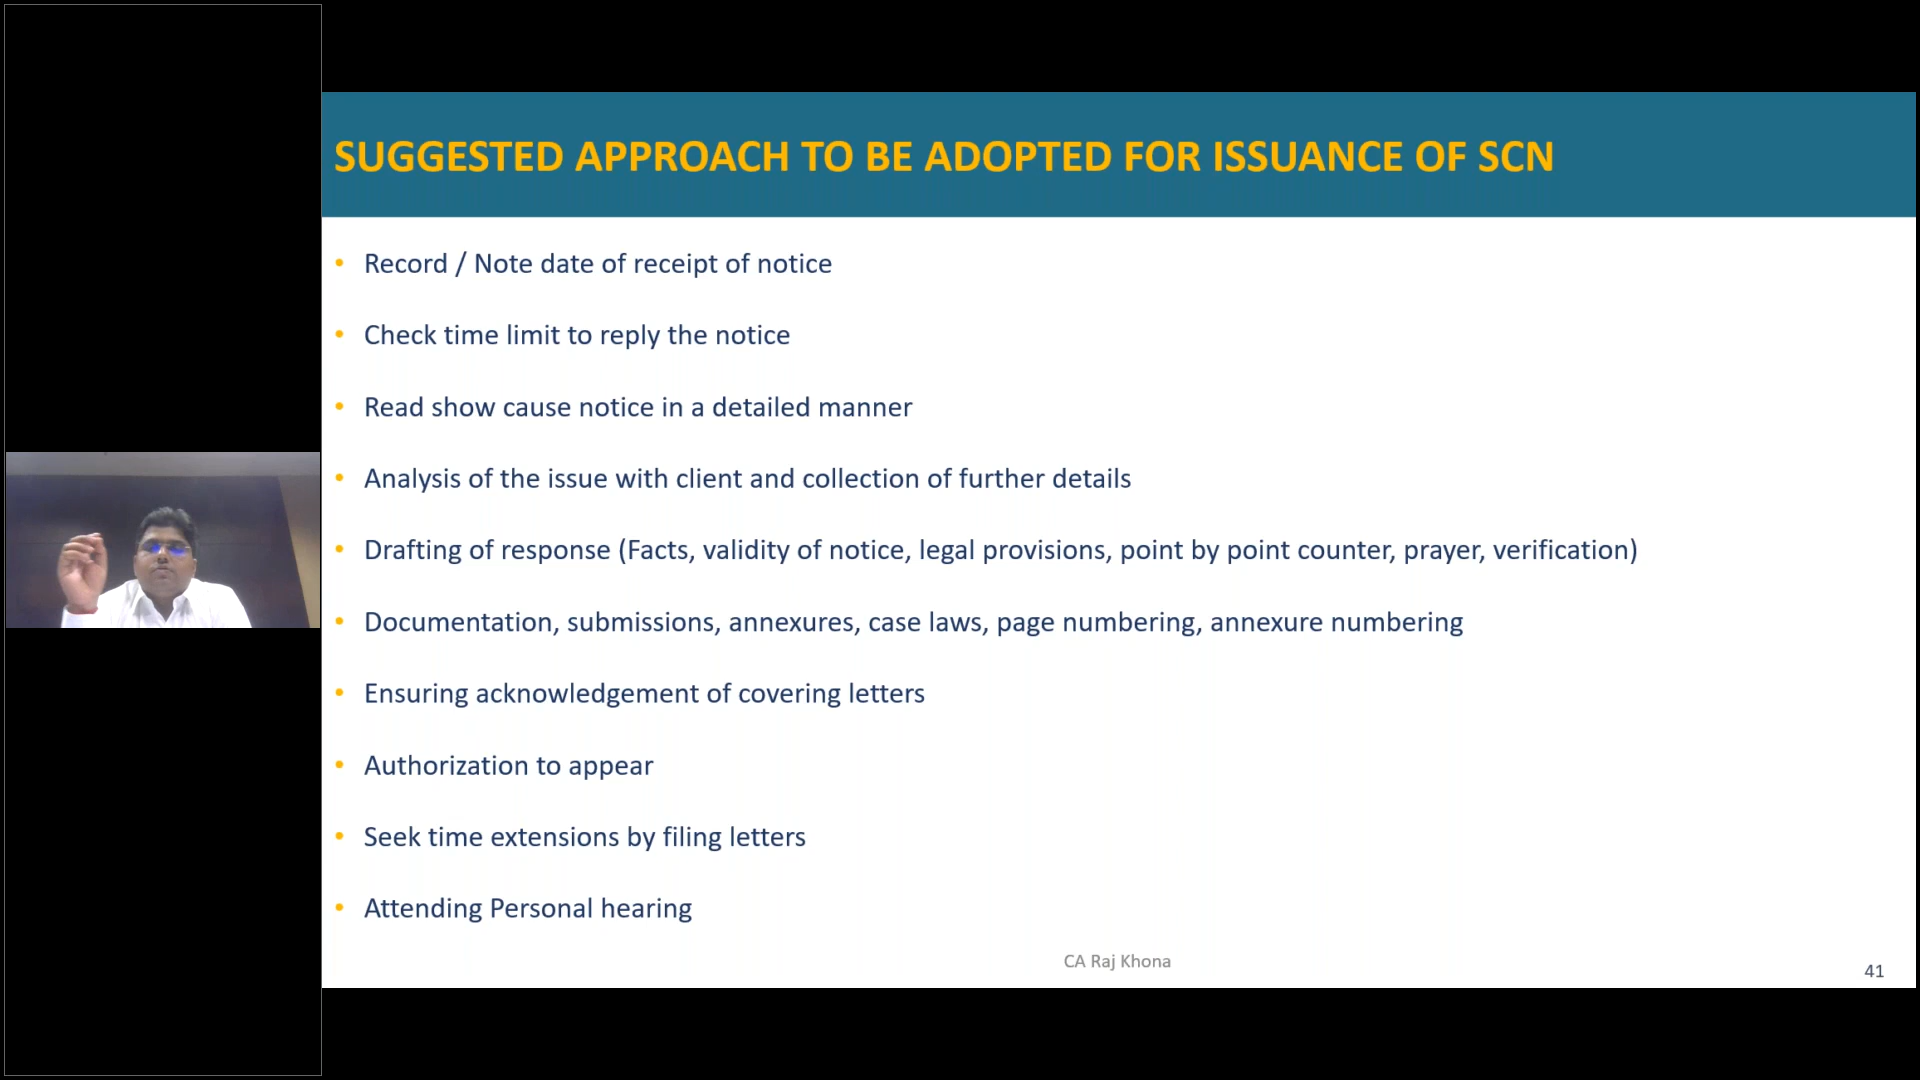 SUGGESTED APPROACH TO BE ADOPTED FOR ISSUANCE OF SCN
• Record / Note date of receipt of notice
• Check time limit to reply the notice
• Read show cause notice in a detailed manner
• Analysis of the issue with client and collection of further details
• Drafting of response (Facts, validity of notice, legal provisions, point by point counter, prayer, verification)
• Documentation, submissions, annexures, case laws, page numbering, annexure numbering
• Ensuring acknowledgement of covering letters
• Authorization to appear
• Seek time extensions by filing letters
• Attending Personal hearing
CA Raj Khona
41